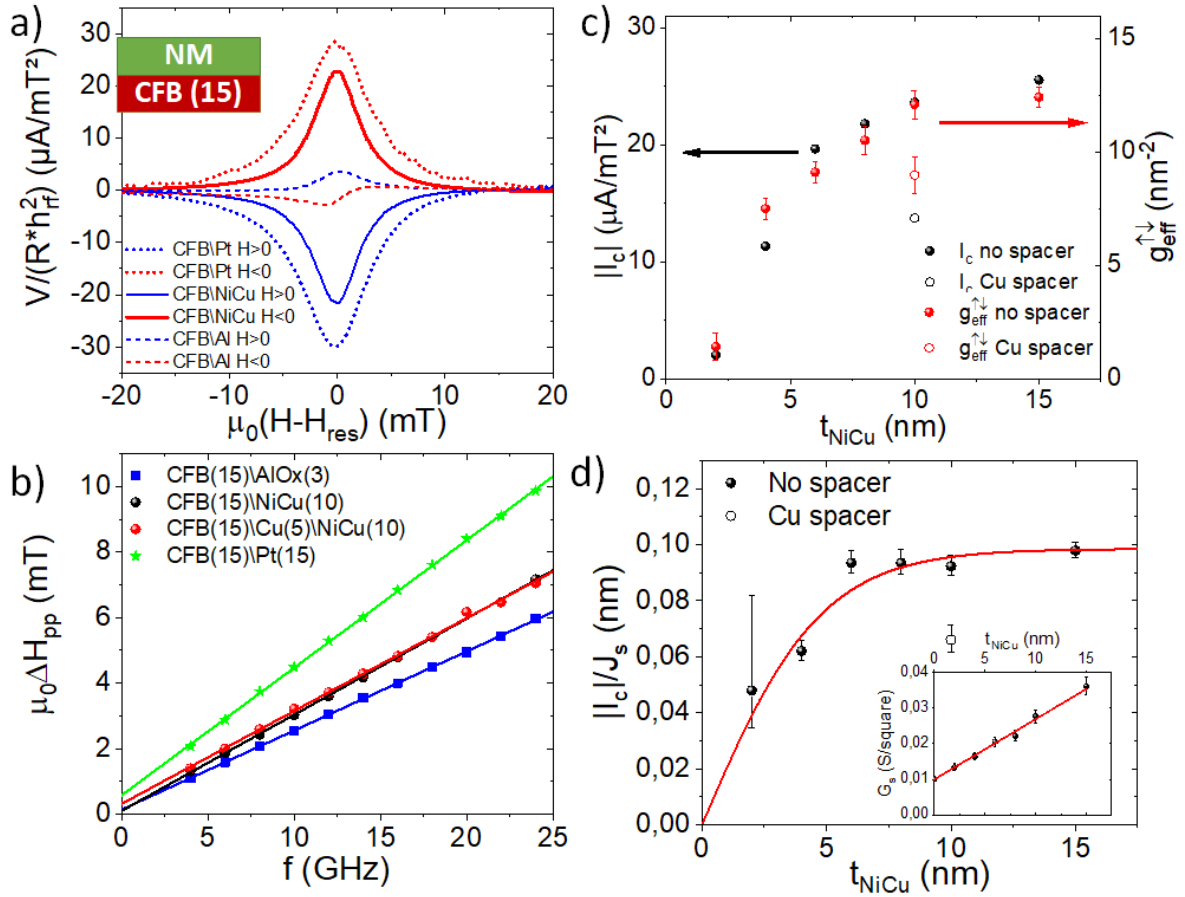 a)
NM
CFB (15)
30
20
10
0
-10
-20
-30
V/(R*h²rf) (μA/mT²)
CFB\Pt H>0
CFB\Pt H<0
CFB\NiCu H>0
CFB\NiCu H<0
CFB\Al H>0
CFB\Al H<0
-20 -10 0 10 20
μ₀(H-Hres) (mT)
c)
30
20
10
0
|Ic| (μA/mT²)
15
10
5
0
g↑↓eff (nm⁻²)
Ic no spacer
Ic Cu spacer
g↑↓eff no spacer
g↑↓eff Cu spacer
0 5 10 15
tNiCu (nm)
b)
10
8
6
4
2
0
μ₀ΔHpp (mT)
CFB(15)\AlOx(3)
CFB(15)\NiCu(10)
CFB(15)\Cu(5)\NiCu(10)
CFB(15)\Pt(15)
0 5 10 15 20 25
f (GHz)
d)
0,12
0,10
0,08
0,06
0,04
0,02
0,00
|Ic|/Js (nm)
No spacer
Cu spacer
tNiCu (nm)
0 5 10 15
0,04
0,03
0,02
0,01
0,00
Gs (S/square)
0 5 10 15
tNiCu (nm)